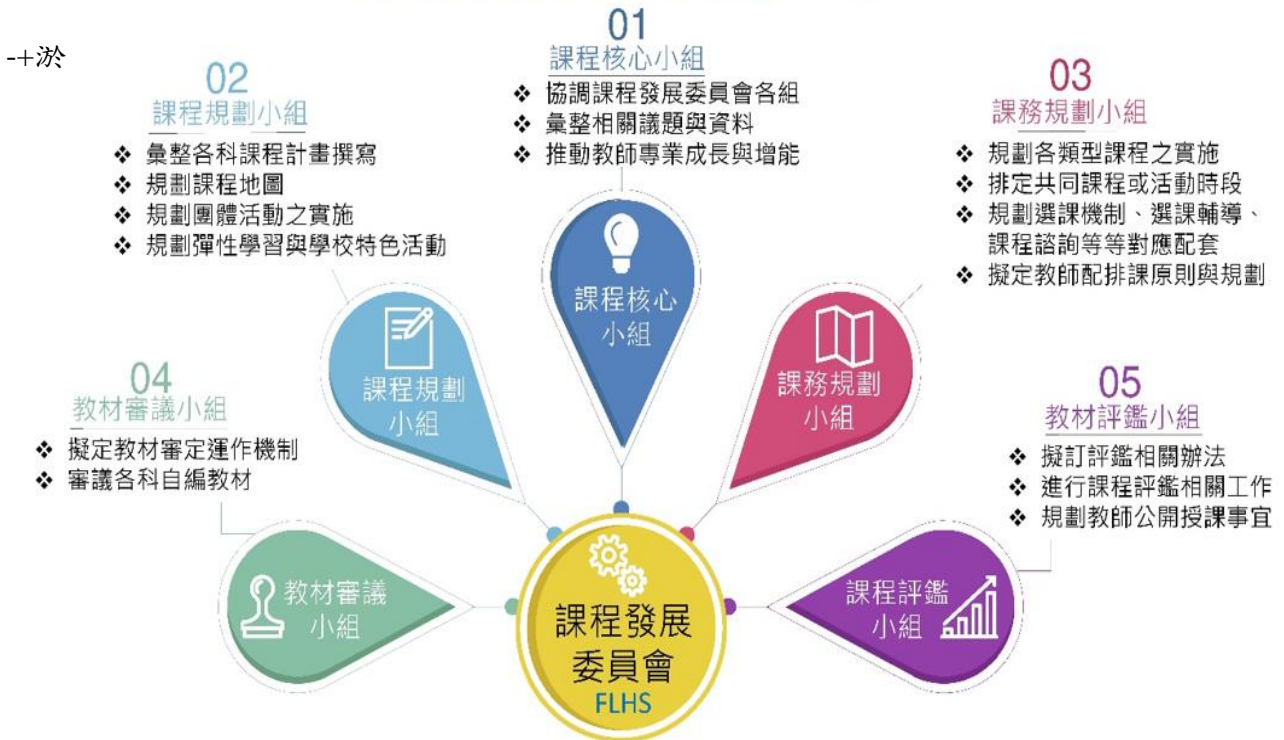 -+淤
01
課程核心小組
❖ 協調課程發展委員會各組
❖ 彙整相關議題與資料
❖ 推動教師專業成長與增能
02
課程規劃小組
❖ 彙整各科課程計畫撰寫
❖ 規劃課程地圖
❖ 規劃團體活動之實施
❖ 規劃彈性學習與學校特色活動
03
課務規劃小組
❖ 規劃各類型課程之實施
❖ 排定共同課程或活動時段
❖ 規劃選課機制、選課輔導、
課程諮詢等等對應配套
❖ 擬定教師配排課原則與規劃
04
教材審議小組
❖ 擬定教材審定運作機制
❖ 審議各科自編教材
05
教材評鑑小組
❖ 擬訂評鑑相關辦法
❖ 進行課程評鑑相關工作
❖ 規劃教師公開授課事宜
課程核心
小組
課程規劃
小組
課務規劃
小組
教材審議
小組
課程評鑑
小組
課程發展
委員會
FLHS